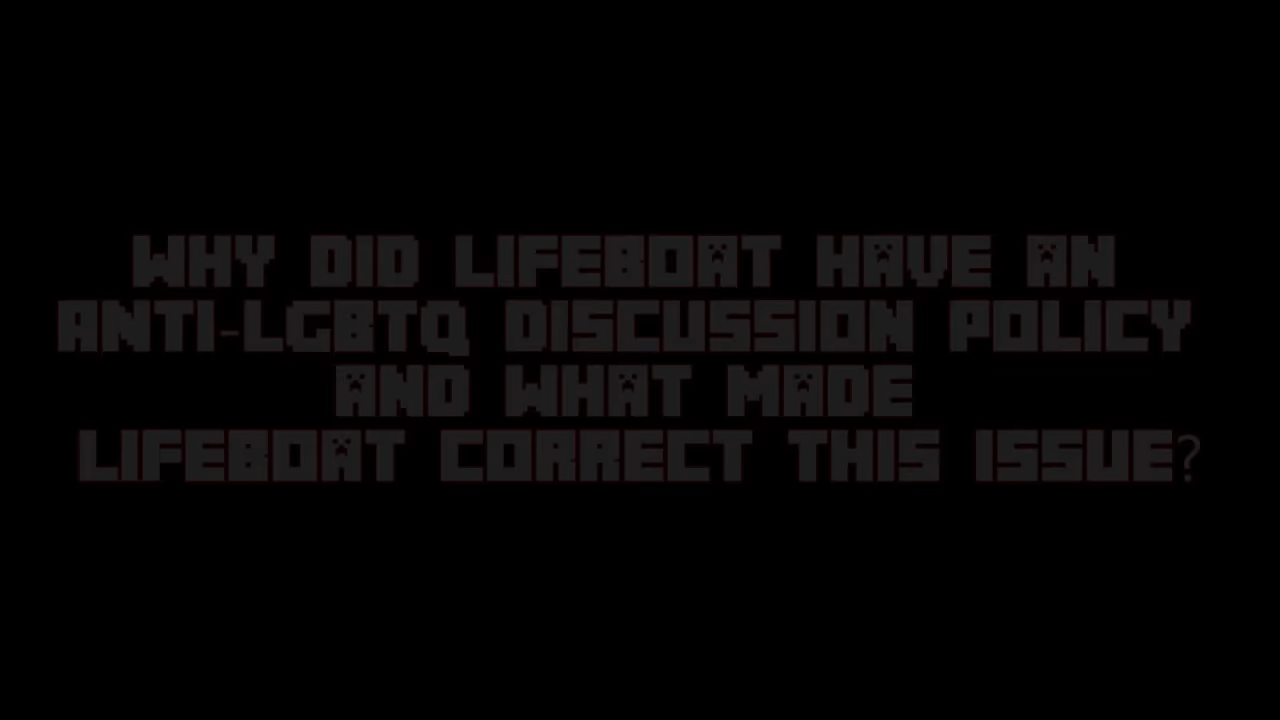 WHY DID LIFEBOAT HAVE AN
ANTI-LGBTQ DISCUSSION POLICY
AND WHAT MADE
LIFEBOAT CORRECT THIS ISSUE?